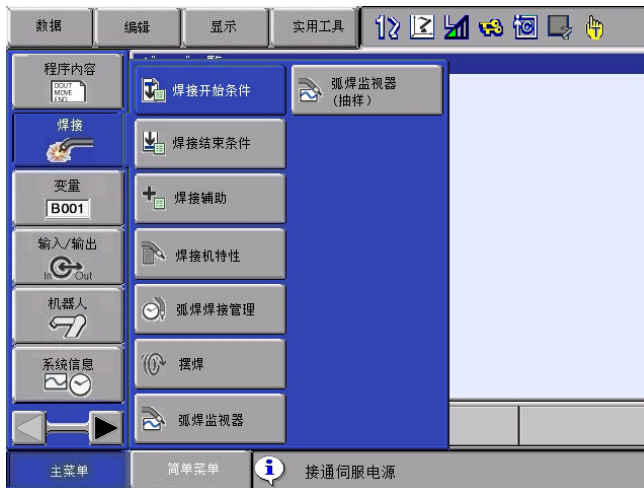 数据
编辑
显示
实用工具
程序内容
DOUT
MOVE
END
焊接
变量
B001
输入/输出
In Out
机器人
系统信息
焊接开始条件
焊接结束条件
焊接辅助
焊接机特性
弧焊焊接管理
摆焊
弧焊监视器
弧焊监视器
(抽样)
主菜单
简单菜单
接通伺服电源